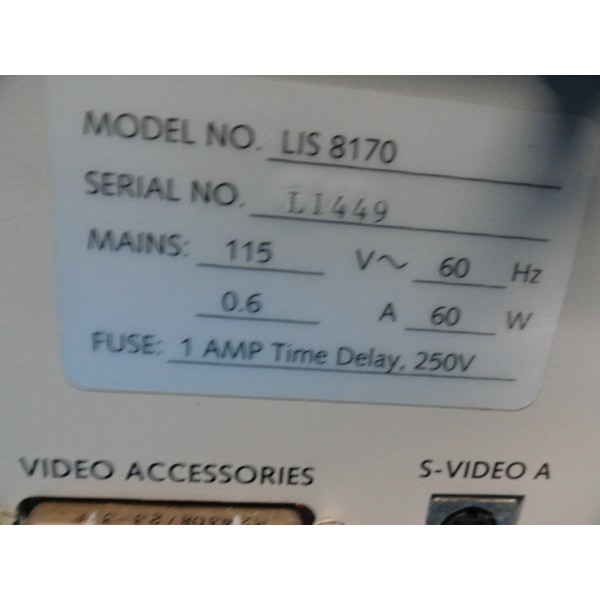 MODEL NO. LIS 8170
SERIAL NO. L1449
MAINS: 115 V~ 60 Hz
0.6 A 60 W
FUSE: 1 AMP Time Delay, 250V
VIDEO ACCESSORIES S-VIDEO A